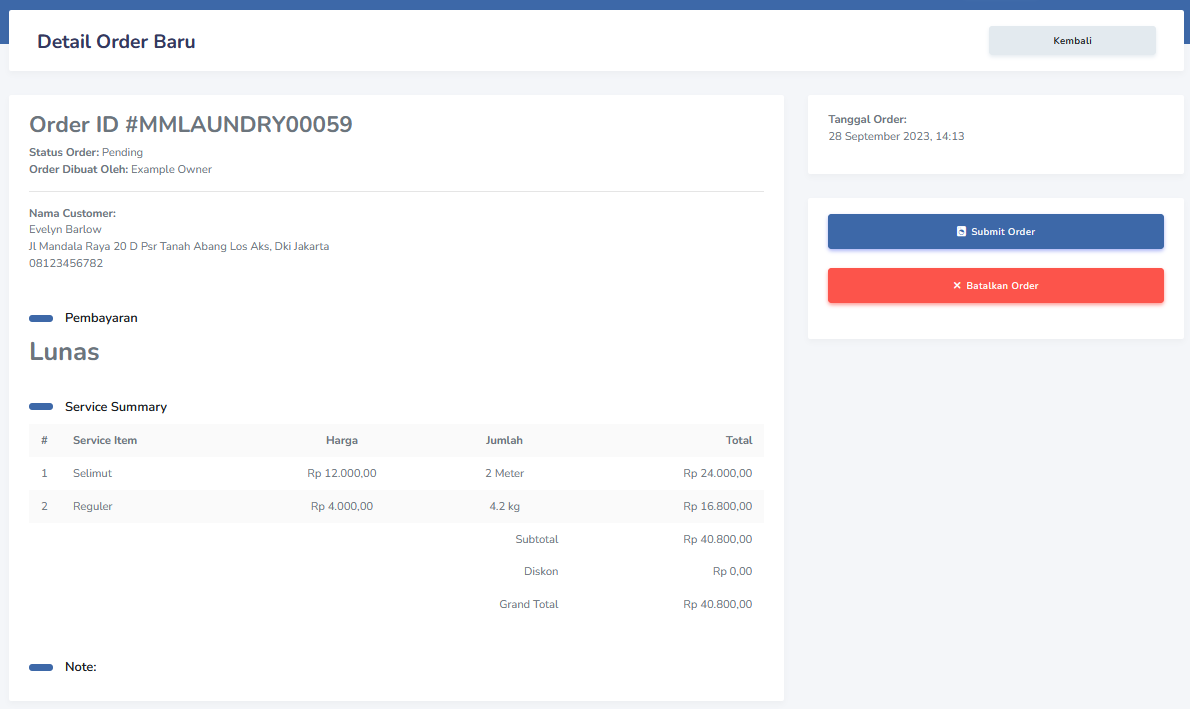 Detail Order Baru
Kembali
Order ID #MMLAUNDRY00059
Status Order: Pending
Order Dibuat Oleh: Example Owner
Nama Customer:
Evelyn Barlow
Jl Mandala Raya 20 D Psr Tanah Abang Los Aks, Dki Jakarta
08123456782
Pembayaran
Lunas
Service Summary
# Service Item Harga Jumlah Total
1 Selimut Rp 12.000,00 2 Meter Rp 24.000,00
2 Reguler Rp 4.000,00 4.2 kg Rp 16.800,00
Subtotal Rp 40.800,00
Diskon Rp 0,00
Grand Total Rp 40.800,00
Note:
Tanggal Order:
28 September 2023, 14:13
Submit Order
Batalkan Order